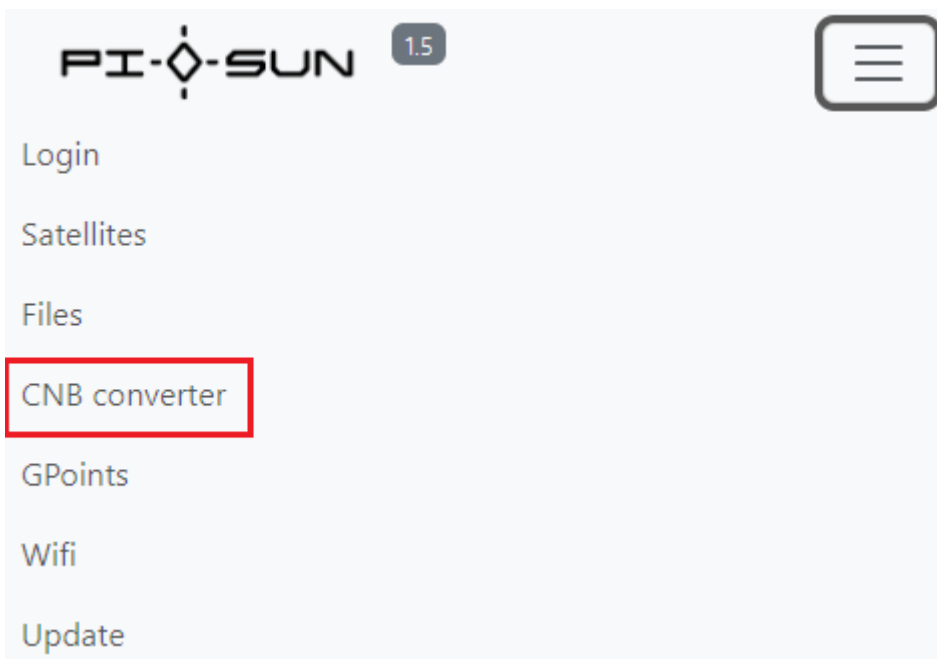 PI-SUN 1.5
Login
Satellites
Files
CNB converter
GPoints
Wifi
Update